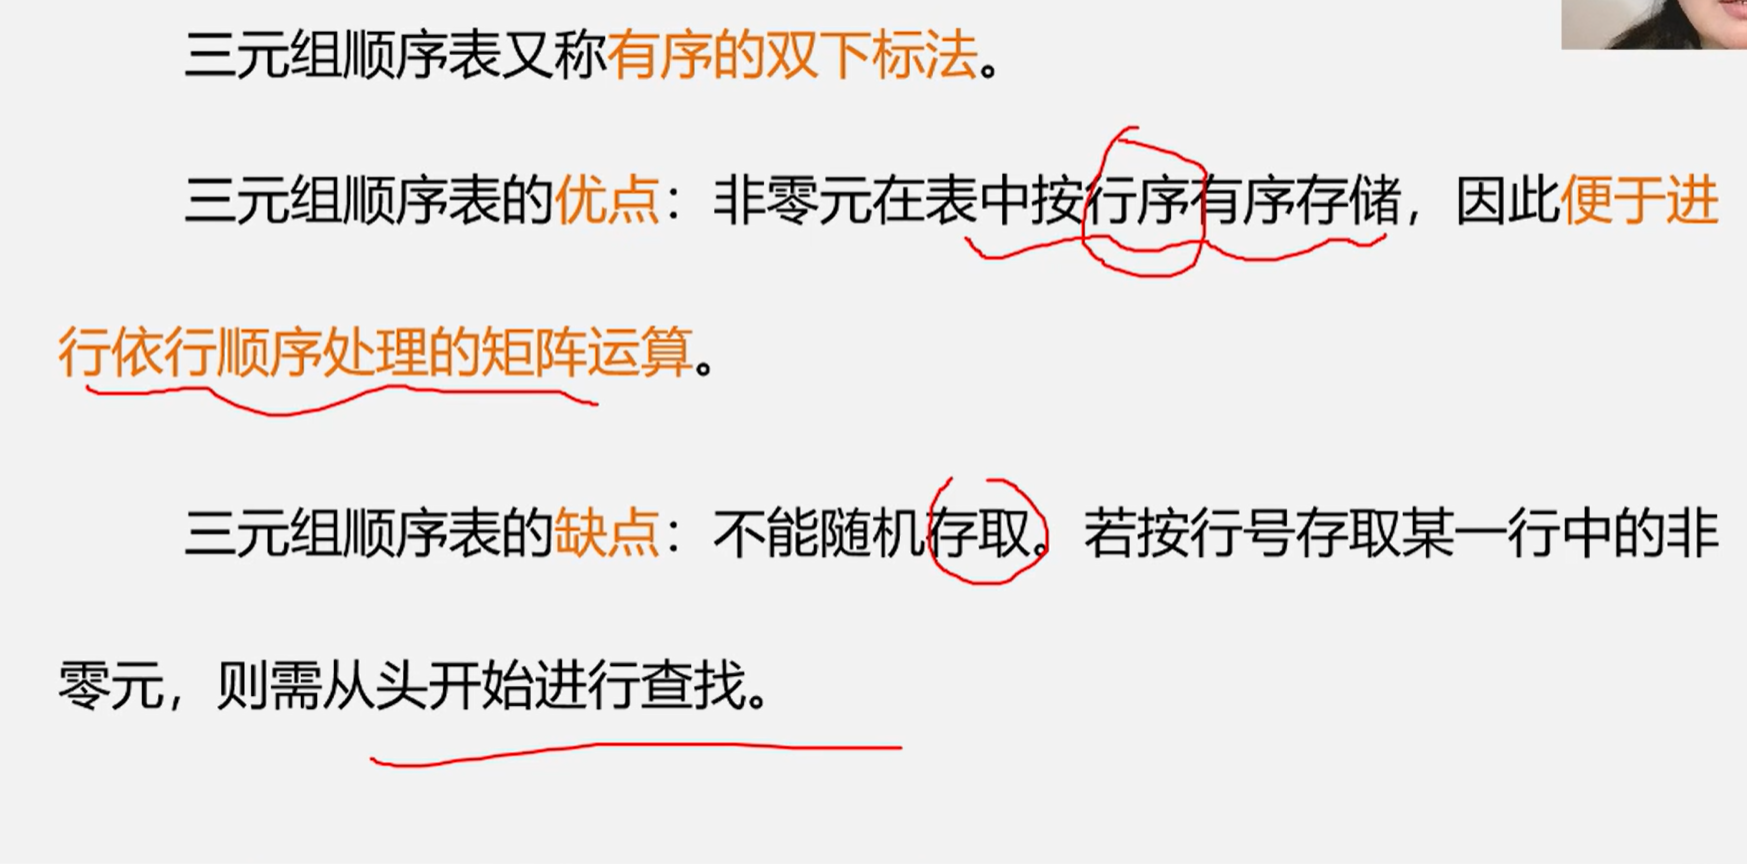 三元组顺序表又称有序的双下标法。
三元组顺序表的优点：非零元在表中按行序有序存储，因此便于进
行依行顺序处理的矩阵运算。
三元组顺序表的缺点：不能随机存取。若按行号存取某一行中的非
零元，则需从头开始进行查找。